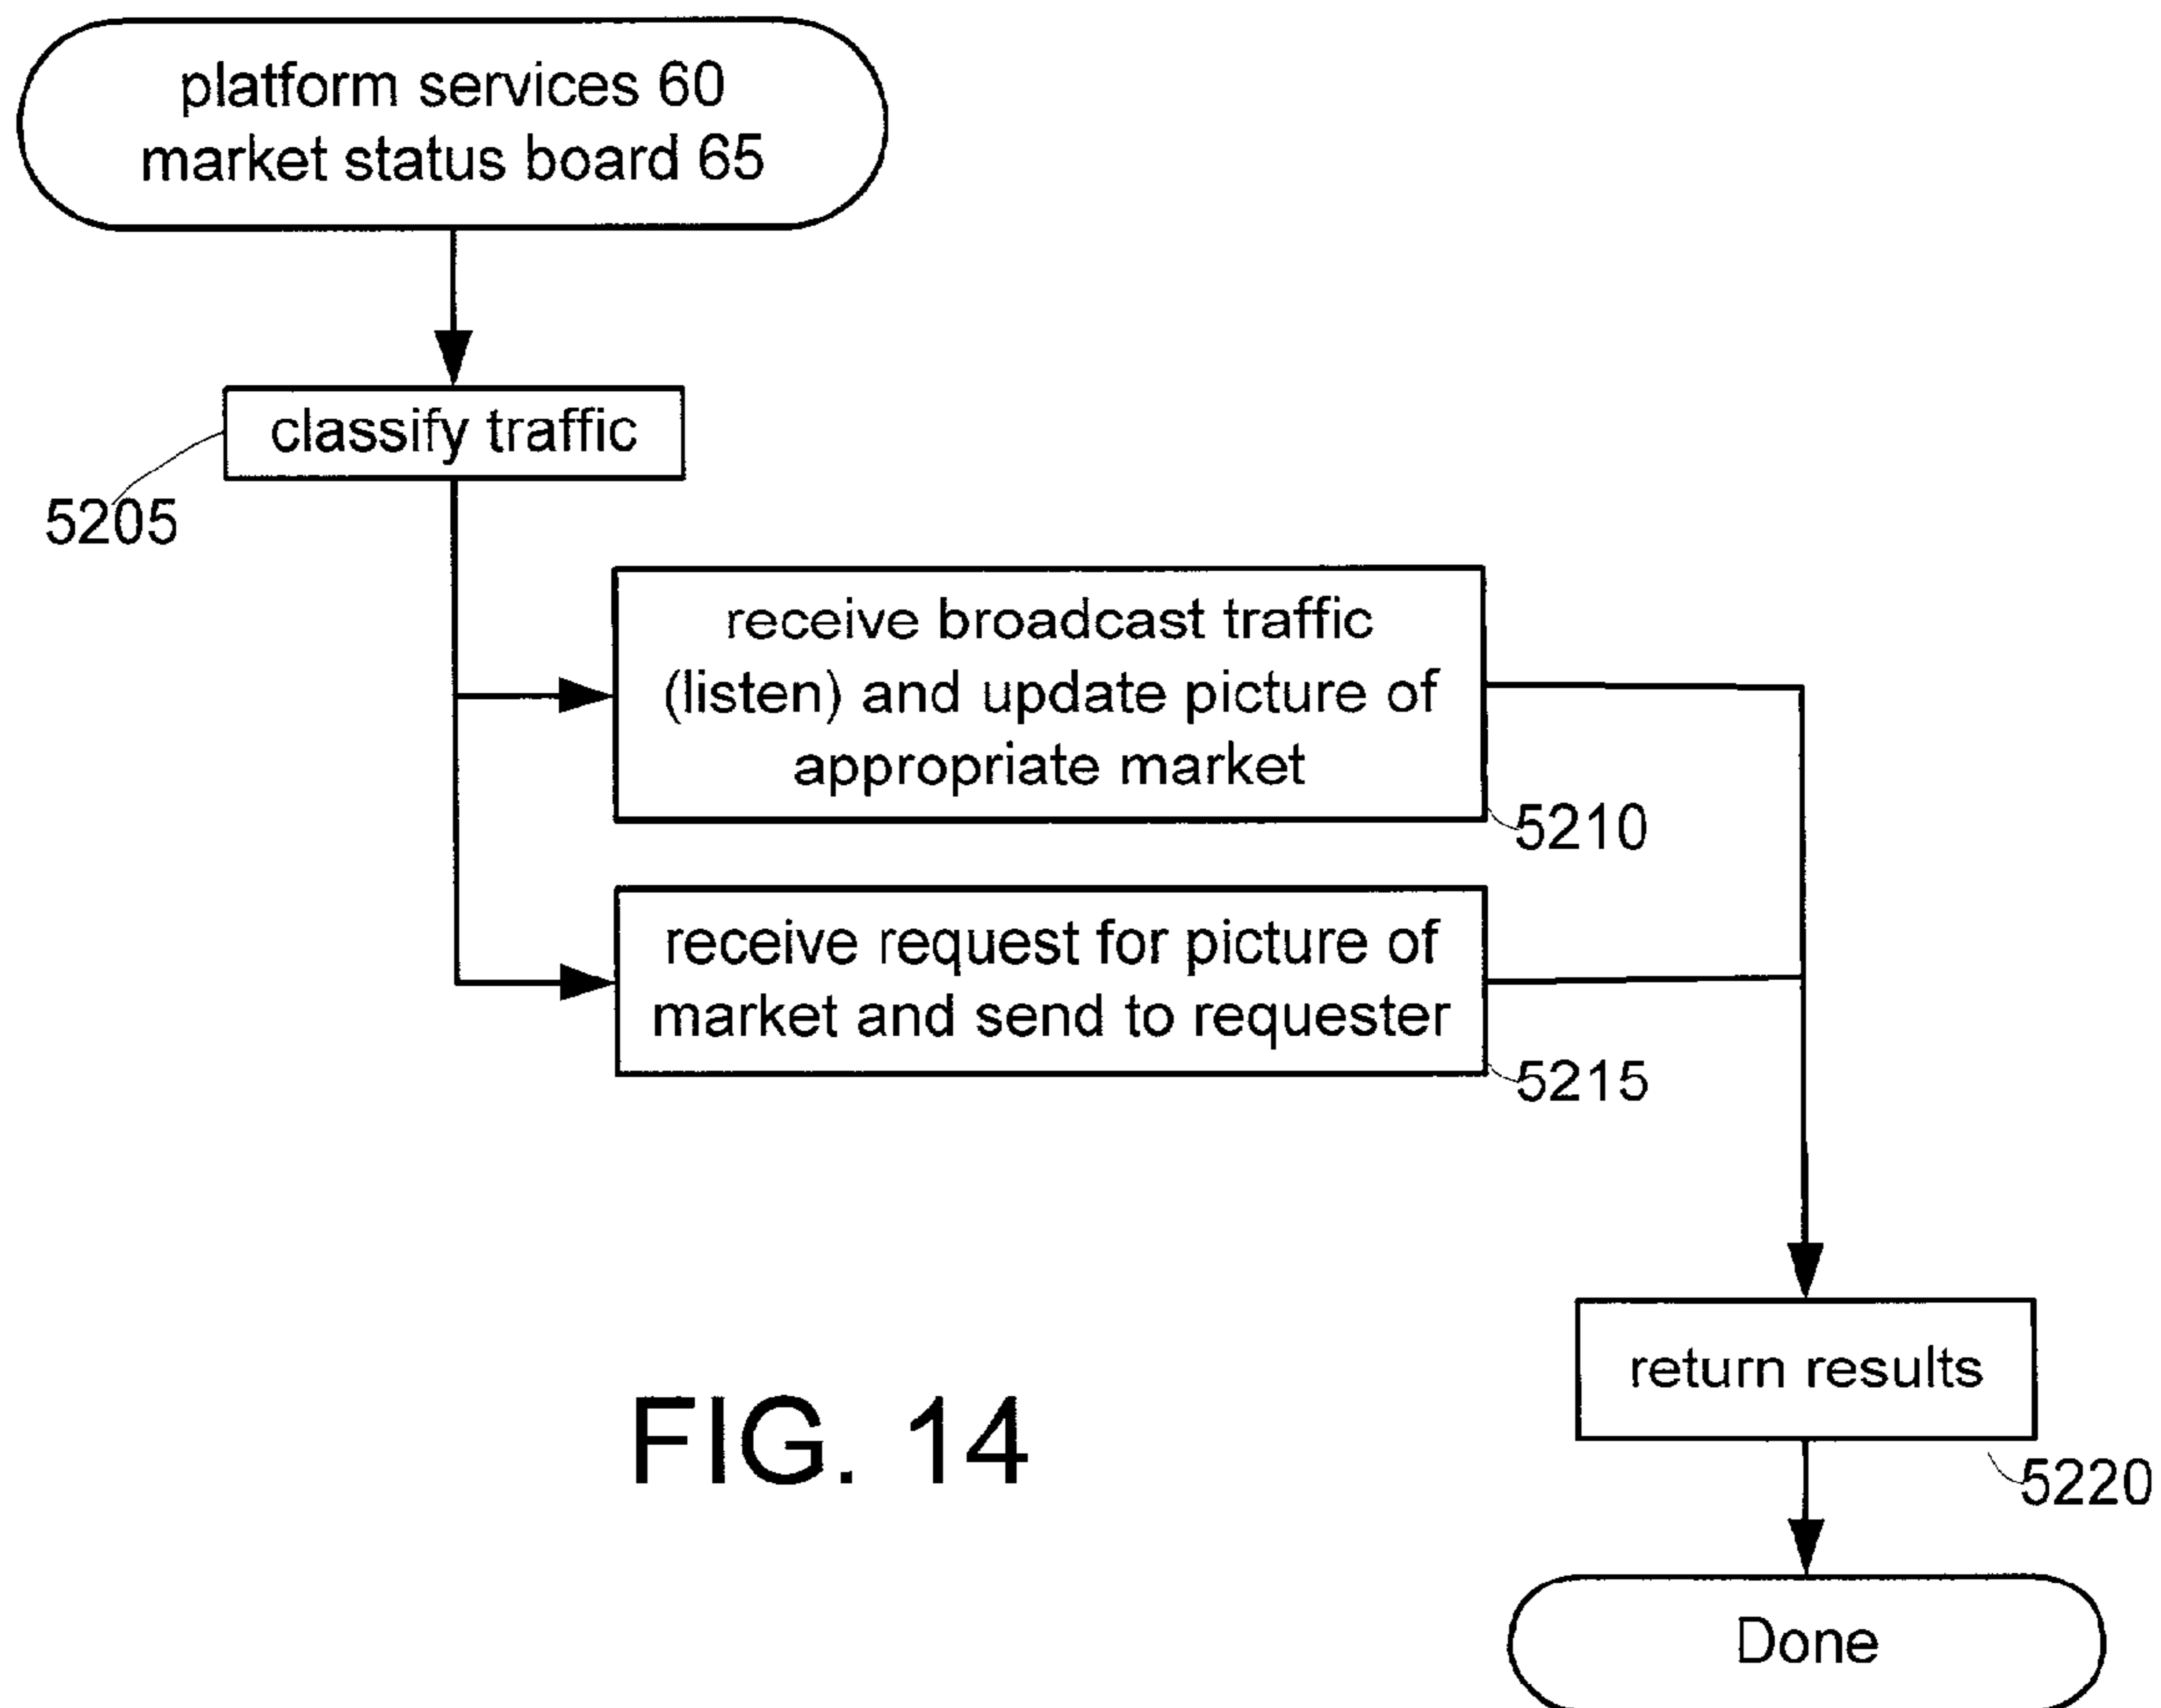 platform services 60
market status board 65
classify traffic
5205
receive broadcast traffic
(listen) and update picture of
appropriate market
5210
receive request for picture of
market and send to requester
5215
return results
5220
Done
FIG. 14